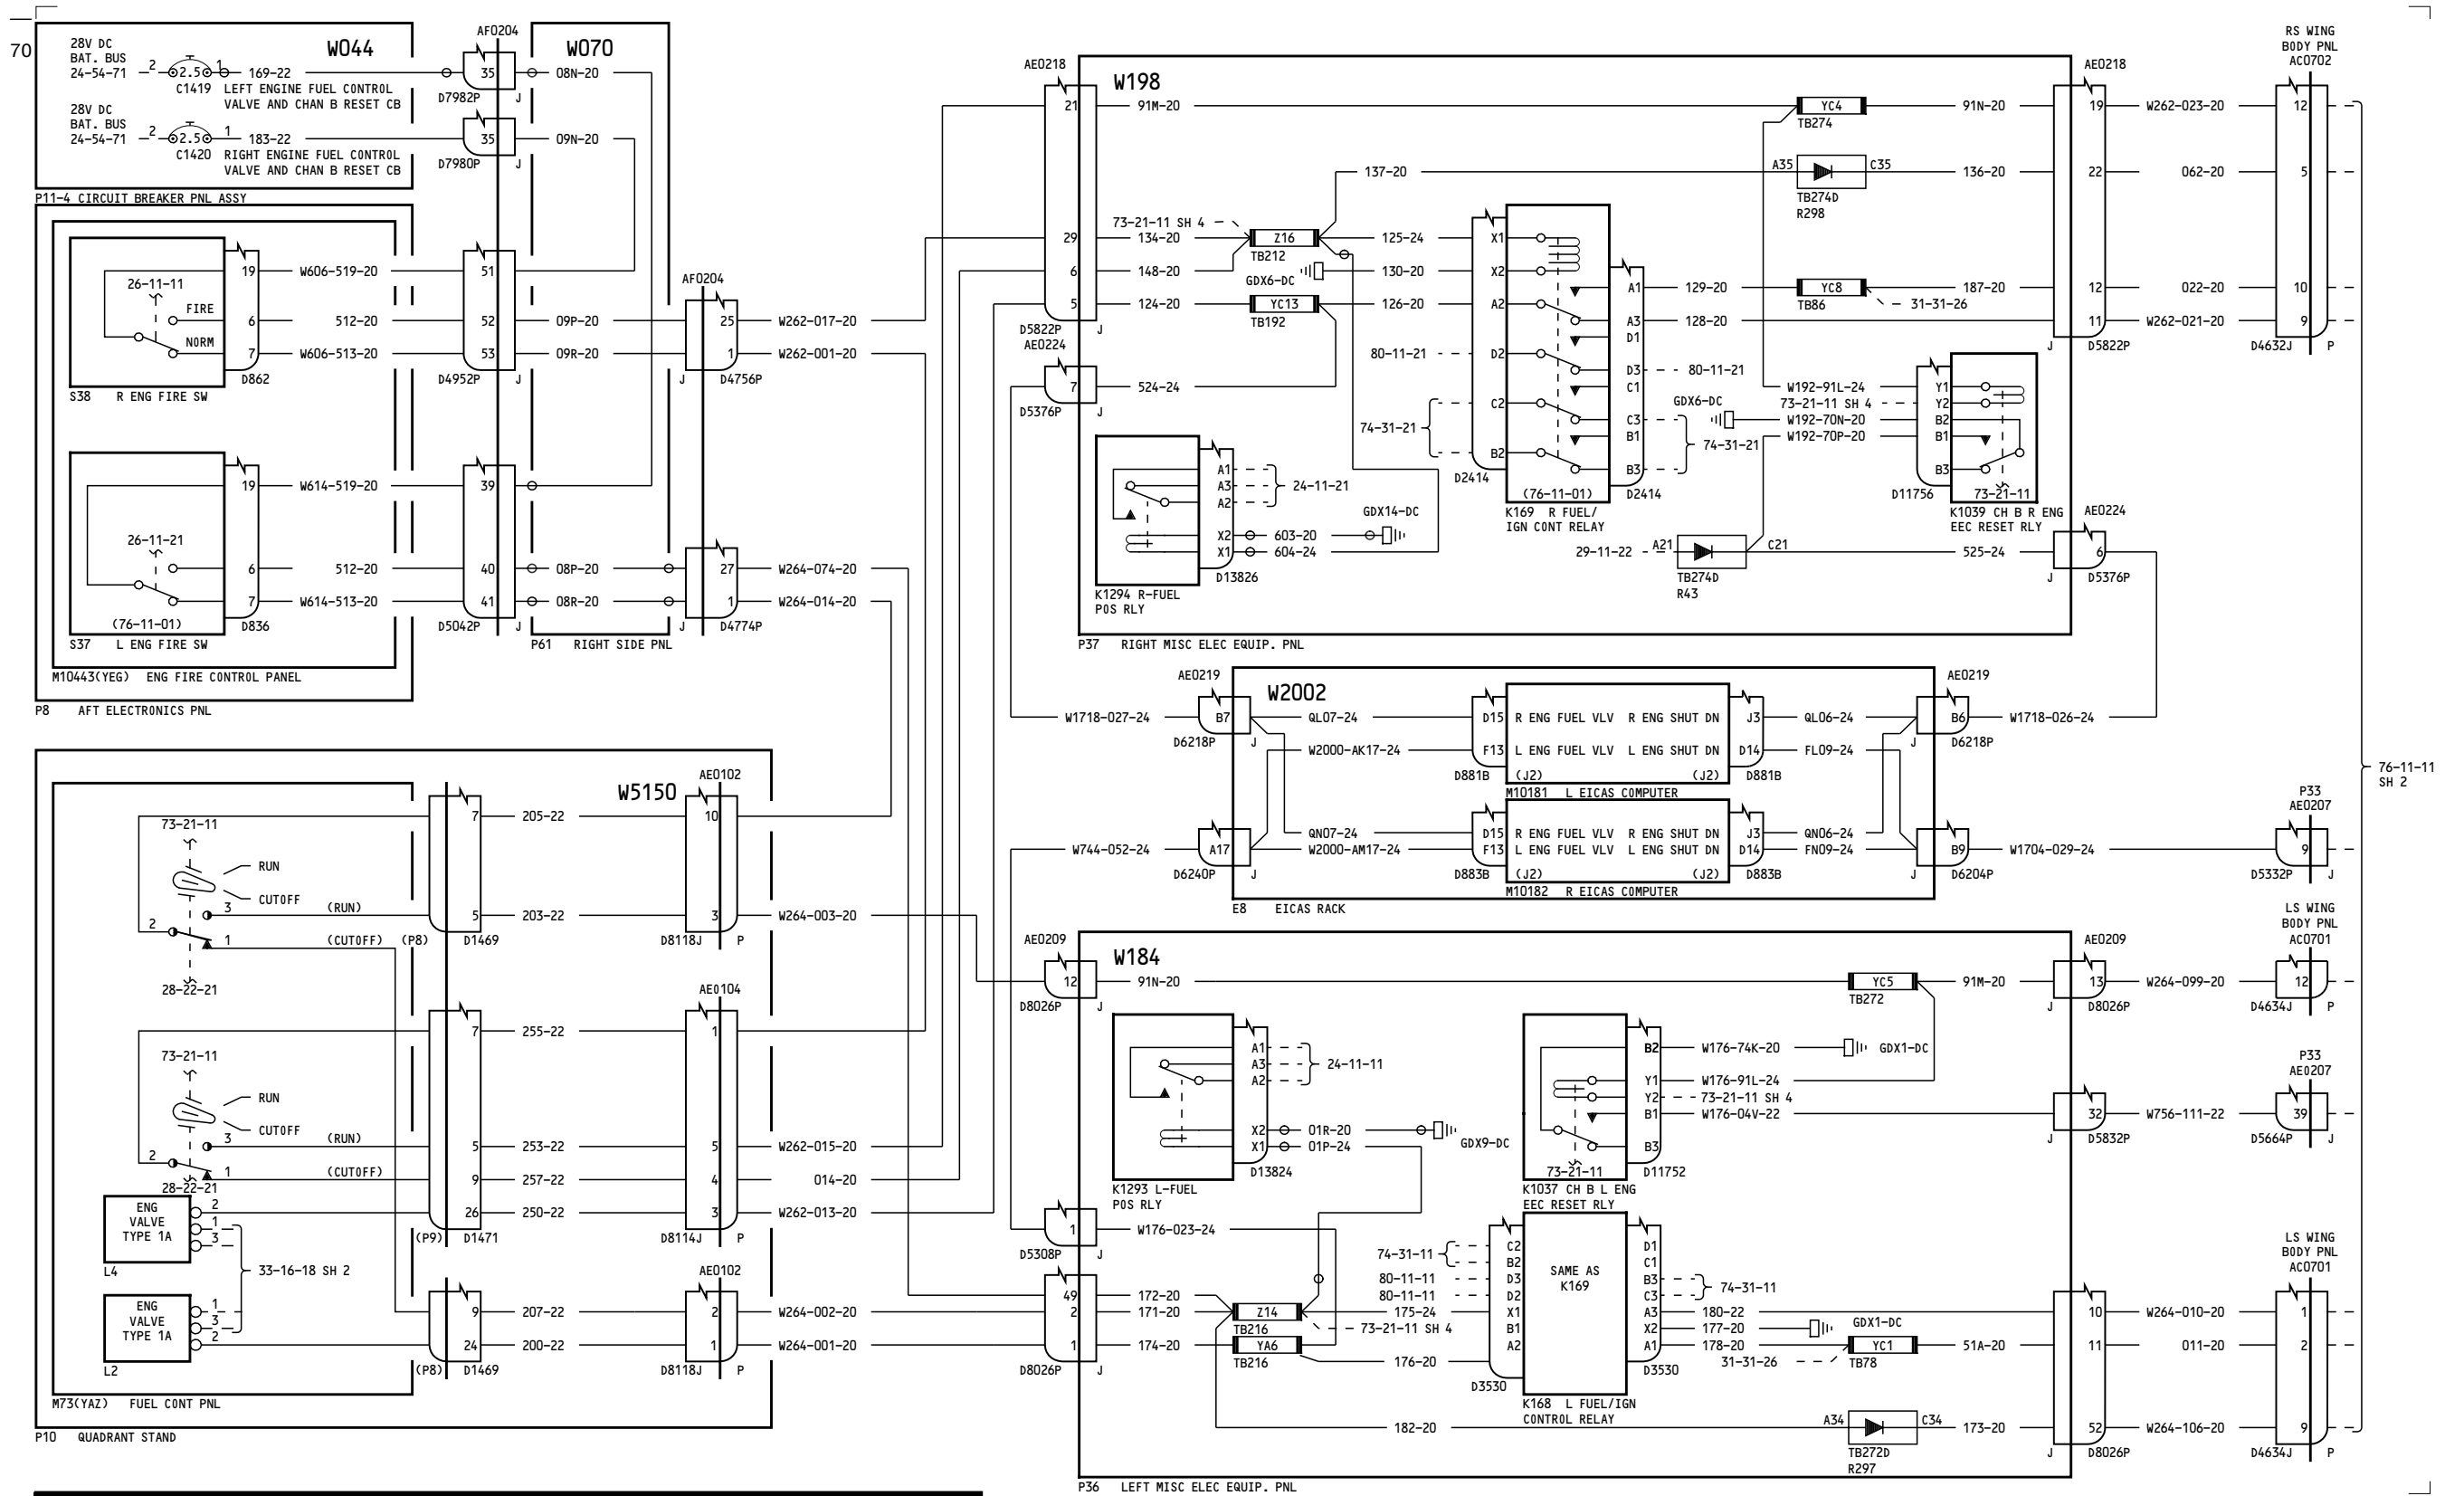 70
28V DC
BAT. BUS
24-54-71
2
2.5
1
C1419
169-22
LEFT ENGINE FUEL CONTROL
VALVE AND CHAN B RESET CB
W044
28V DC
BAT. BUS
24-54-71
2
2.5
1
C1420
183-22
RIGHT ENGINE FUEL CONTROL
VALVE AND CHAN B RESET CB
P11-4 CIRCUIT BREAKER PNL ASSY
AF0204
35
D7982P
J
35
D7980P
W070
08N-20
09N-20
26-11-11
FIRE
NORM
19
6
7
D862
S38 R ENG FIRE SW
W606-519-20
512-20
W606-513-20
51
52
53
D4952P
J
09P-20
09R-20
AF0204
25
1
J
D4756P
W262-017-20
W262-001-20
26-11-21
(76-11-01)
19
6
7
D836
S37 L ENG FIRE SW
W614-519-20
512-20
W614-513-20
39
40
41
D5042P
J
08P-20
08R-20
27
1
J
D4774P
W264-074-20
W264-014-20
P61 RIGHT SIDE PNL
M10443(YEG) ENG FIRE CONTROL PANEL
P8 AFT ELECTRONICS PNL
W5150
AE0102
73-21-11
RUN
CUTOFF
3
(RUN)
2
1
(CUTOFF)
(P8)
28-22-21
7
5
D1469
205-22
203-22
10
3
D8118J
P
W264-003-20
AE0104
73-21-11
RUN
CUTOFF
3
(RUN)
2
1
(CUTOFF)
28-22-21
7
5
9
26
(P9)
D1471
255-22
253-22
257-22
250-22
1
5
4
3
D8114J
P
W262-015-20
014-20
W262-013-20
ENG
VALVE
TYPE 1A
2
1
3
L4
33-16-18 SH 2
ENG
VALVE
TYPE 1A
1
3
2
L2
AE0102
9
24
(P8)
D1469
207-22
200-22
2
1
D8118J
P
W264-002-20
W264-001-20
M73(YAZ) FUEL CONT PNL
P10 QUADRANT STAND
AE0218
W198
21
29
6
5
D5822P
J
91M-20
73-21-11 SH 4
134-20
148-20
124-20
Z16
TB212
GDX6-DC
YC13
TB192
137-20
125-24
130-20
126-20
AE0224
7
D5376P
J
524-24
X1
X2
A2
D2
C2
B2
80-11-21
74-31-21
D2414
(76-11-01)
K169 R FUEL/
IGN CONT RELAY
A1
A3
D1
D3
C1
C3
B1
B3
D2414
129-20
128-20
80-11-21
74-31-21
GDX6-DC
YC4
TB274
91N-20
A35
C35
TB274D
R298
136-20
YC8
TB86
187-20
31-31-26
W192-91L-24
73-21-11 SH 4
W192-70N-20
W192-70P-20
Y1
Y2
B2
B1
B3
D11756
73-21-11
K1039 CH B R ENG
EEC RESET RLY
A1
A3
A2
X2
X1
24-11-21
603-20
604-24
GDX14-DC
D13826
K1294 R-FUEL
POS RLY
29-11-22
A21
C21
TB274D
R43
525-24
AE0224
6
J
D5376P
P37 RIGHT MISC ELEC EQUIP. PNL
AE0218
19
22
12
11
J
D5822P
W262-023-20
062-20
022-20
W262-021-20
RS WING
BODY PNL
AC0702
12
5
10
9
D4632J
P
AE0219
W2002
W1718-027-24
B7
D6218P
J
QL07-24
W2000-AK17-24
D15
F13
D881B
R ENG FUEL VLV R ENG SHUT DN
L ENG FUEL VLV L ENG SHUT DN
(J2) (J2)
M10181 L EICAS COMPUTER
J3
D14
D881B
QL06-24
FL09-24
AE0219
B6
J
D6218P
W1718-026-24
W744-052-24
A17
D6240P
J
QN07-24
W2000-AM17-24
D15
F13
D883B
R ENG FUEL VLV R ENG SHUT DN
L ENG FUEL VLV L ENG SHUT DN
(J2) (J2)
M10182 R EICAS COMPUTER
J3
D14
D883B
QN06-24
FN09-24
B9
J
D6204P
W1704-029-24
P33
AE0207
9
D5332P
J
76-11-11
SH 2
E8 EICAS RACK
AE0209
W184
12
D8026P
J
91N-20
YC5
TB272
91M-20
AE0209
13
J
D8026P
W264-099-20
LS WING
BODY PNL
AC0701
12
D4634J
P
A1
A3
A2
X2
X1
24-11-11
01R-20
01P-24
GDX9-DC
D13824
K1293 L-FUEL
POS RLY
B2
Y1
Y2
B1
B3
W176-74K-20
GDX1-DC
W176-91L-24
73-21-11 SH 4
W176-04V-22
73-21-11
D11752
K1037 CH B L ENG
EEC RESET RLY
32
J
D5832P
W756-111-22
P33
AE0207
39
D5664P
J
1
D5308P
J
W176-023-24
49
2
1
D8026P
J
172-20
171-20
174-20
Z14
TB216
YA6
TB216
74-31-11
80-11-11
80-11-11
175-24
73-21-11 SH 4
176-20
C2
B2
D3
D2
X1
B1
A2
D3530
SAME AS
K169
K168 L FUEL/IGN
CONTROL RELAY
D1
C1
B3
C3
A3
X2
A1
D3530
74-31-11
180-22
177-20
178-20
31-31-26
GDX1-DC
YC1
TB78
51A-20
182-20
A34
C34
TB272D
R297
173-20
10
11
52
J
D8026P
W264-010-20
011-20
W264-106-20
LS WING
BODY PNL
AC0701
1
2
9
D4634J
P
P36 LEFT MISC ELEC EQUIP. PNL